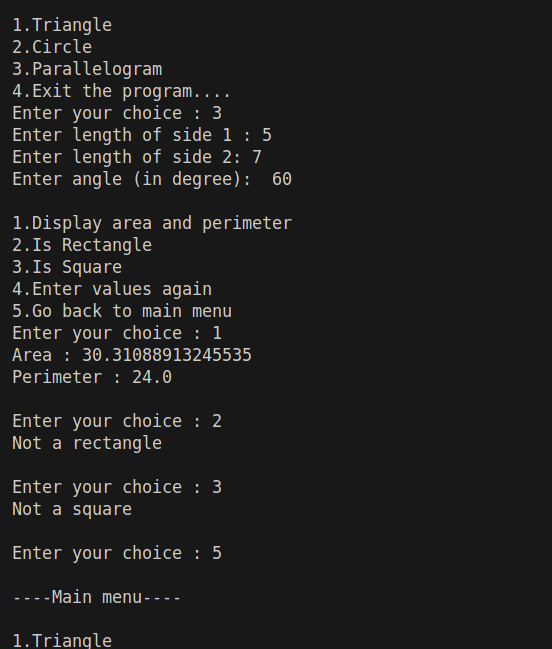 1.Triangle
2.Circle
3.Parallelogram
4.Exit the program....
Enter your choice : 3
Enter length of side 1 : 5
Enter length of side 2: 7
Enter angle (in degree):  60

1.Display area and perimeter
2.Is Rectangle
3.Is Square
4.Enter values again
5.Go back to main menu
Enter your choice : 1
Area : 30.31088913245535
Perimeter : 24.0

Enter your choice : 2
Not a rectangle

Enter your choice : 3
Not a square

Enter your choice : 5

----Main menu----

1.Triangle